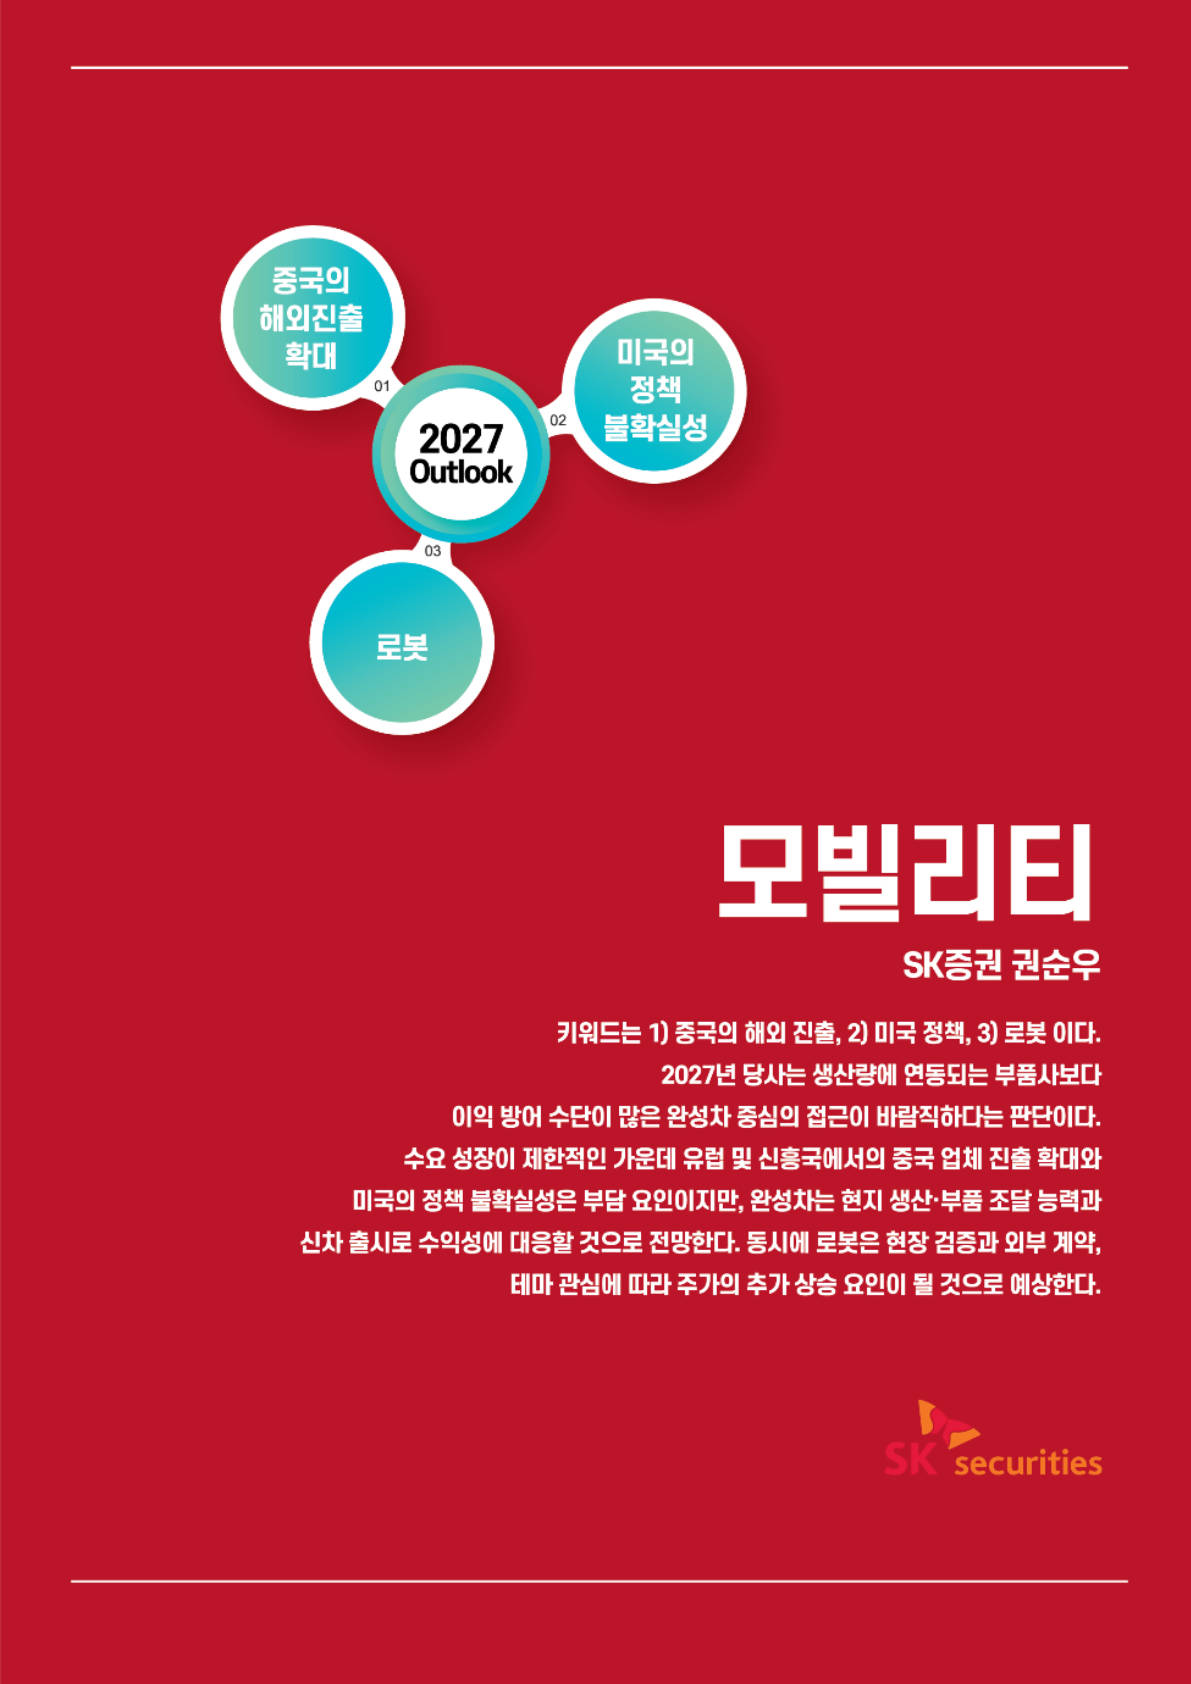 중국의
해외진출
확대
01
미국의
정책
불확실성
02
2027
Outlook
03
로봇
모빌리티
SK증권 권순우
키워드는 1) 중국의 해외 진출, 2) 미국 정책, 3) 로봇 이다.
2027년 당사는 생산량에 연동되는 부품사보다
이익 방어 수단이 많은 완성차 중심의 접근이 바람직하다는 판단이다.
수요 성장이 제한적인 가운데 유럽 및 신흥국에서의 중국 업체 진출 확대와
미국의 정책 불확실성은 부담 요인이지만, 완성차는 현지 생산·부품 조달 능력과
신차 출시로 수익성에 대응할 것으로 전망한다. 동시에 로봇은 현장 검증과 외부 계약,
테마 관심에 따라 주가의 추가 상승 요인이 될 것으로 예상한다.
SK securities